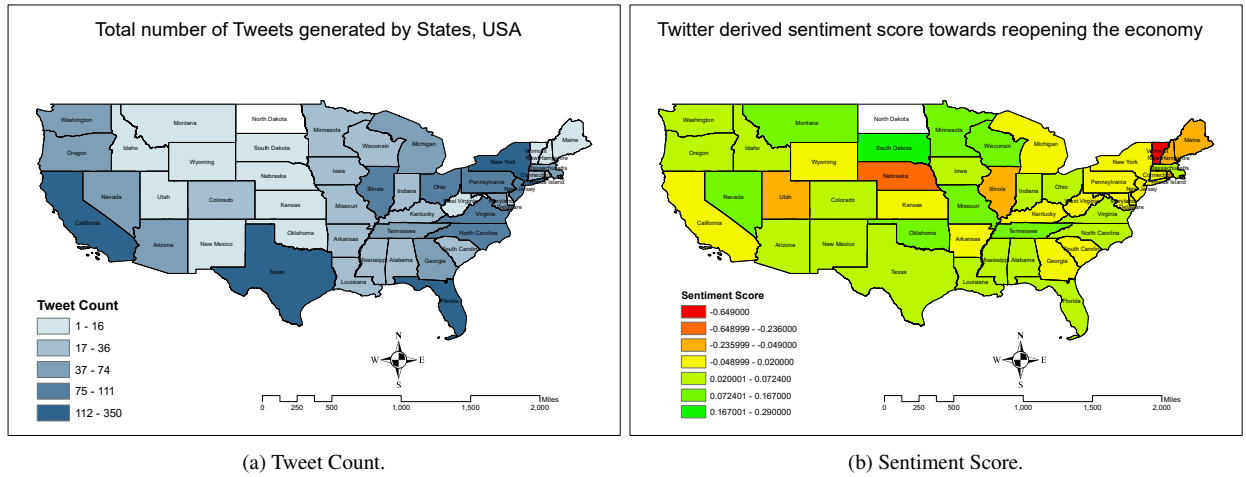 Total number of Tweets generated by States, USA
Washington
Montana
North Dakota
Minnesota
Maine
Oregon
Idaho
South Dakota
Wisconsin
Michigan
New York
Wyoming
Iowa
Nebraska
Pennsylvania
Nevada
Utah
Illinois
Indiana
Ohio
Colorado
Kansas
Missouri
West Virginia
Kentucky
Virginia
California
Oklahoma
Arkansas
Tennessee
North Carolina
Arizona
New Mexico
South Carolina
Mississippi
Alabama
Georgia
Texas
Louisiana
Florida
Tweet Count
1 - 16
17 - 36
37 - 74
75 - 111
112 - 350
N
W
E
S
0 250 500 1,000 1,500 2,000
Miles
(a) Tweet Count.
Twitter derived sentiment score towards reopening the economy
Washington
Montana
North Dakota
Minnesota
Maine
Vermont
Oregon
Idaho
South Dakota
Wisconsin
Michigan
New York
Wyoming
Iowa
Nebraska
Pennsylvania
Nevada
Utah
Illinois
Indiana
Ohio
Colorado
Kansas
Missouri
West Virginia
Kentucky
Virginia
California
Oklahoma
Arkansas
Tennessee
North Carolina
Arizona
New Mexico
South Carolina
Mississippi
Alabama
Georgia
Texas
Louisiana
Florida
Sentiment Score
-0.649000
-0.648999 - -0.236000
-0.235999 - -0.049000
-0.048999 - 0.020000
0.020001 - 0.072400
0.072401 - 0.167000
0.167001 - 0.290000
N
W
E
S
0 250 500 1,000 1,500 2,000
Miles
(b) Sentiment Score.